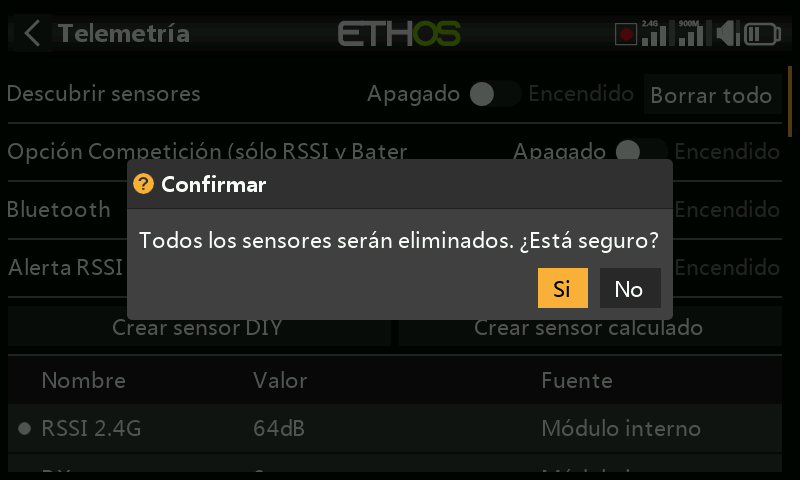 Telemetría ETHOS 2.4G 900M
Descubrir sensores Apagado Encendido Borrar todo
Opción Competición (sólo RSSI y Bater Apagado Encendido
Bluetooth Encendido
Alerta RSSI Encendido
? Confirmar
Todos los sensores serán eliminados. ¿Está seguro?
Si No
Crear sensor DIY Crear sensor calculado
Nombre Valor Fuente
RSSI 2.4G 64dB Módulo interno